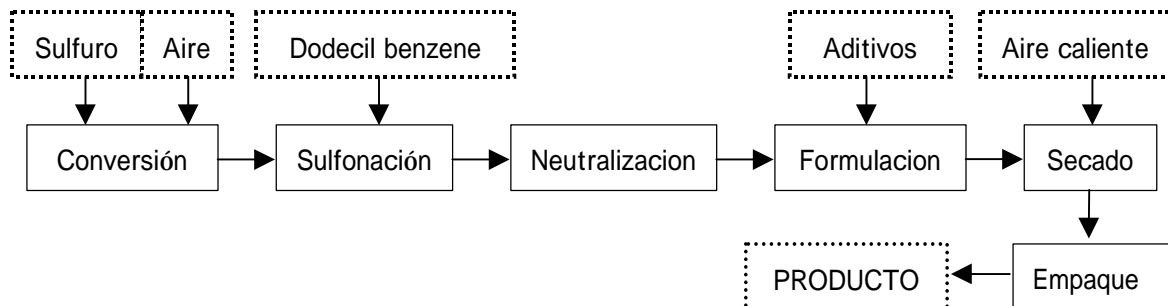 Sulfuro
Aire
Dodecil benzene
Aditivos
Aire caliente
Conversión
Sulfonación
Neutralizacion
Formulacion
Secado
PRODUCTO
Empaque